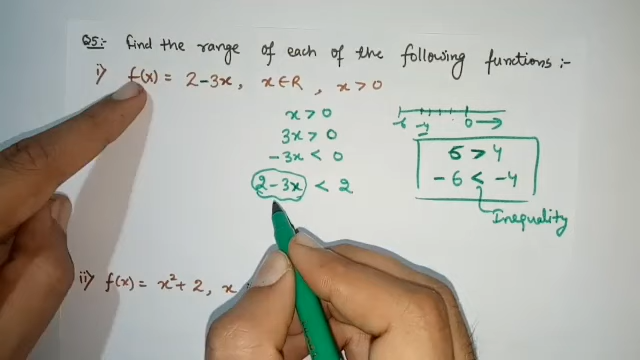 Q5:- Find the range of each of the following functions :-
i) f(x) = 2-3x, x∈R, x>0
x > 0
3x > 0
-3x < 0
2-3x < 2
-6 -4 0
5 > 4
-6 < -4
Inequality
ii) f(x) = x²+2, x